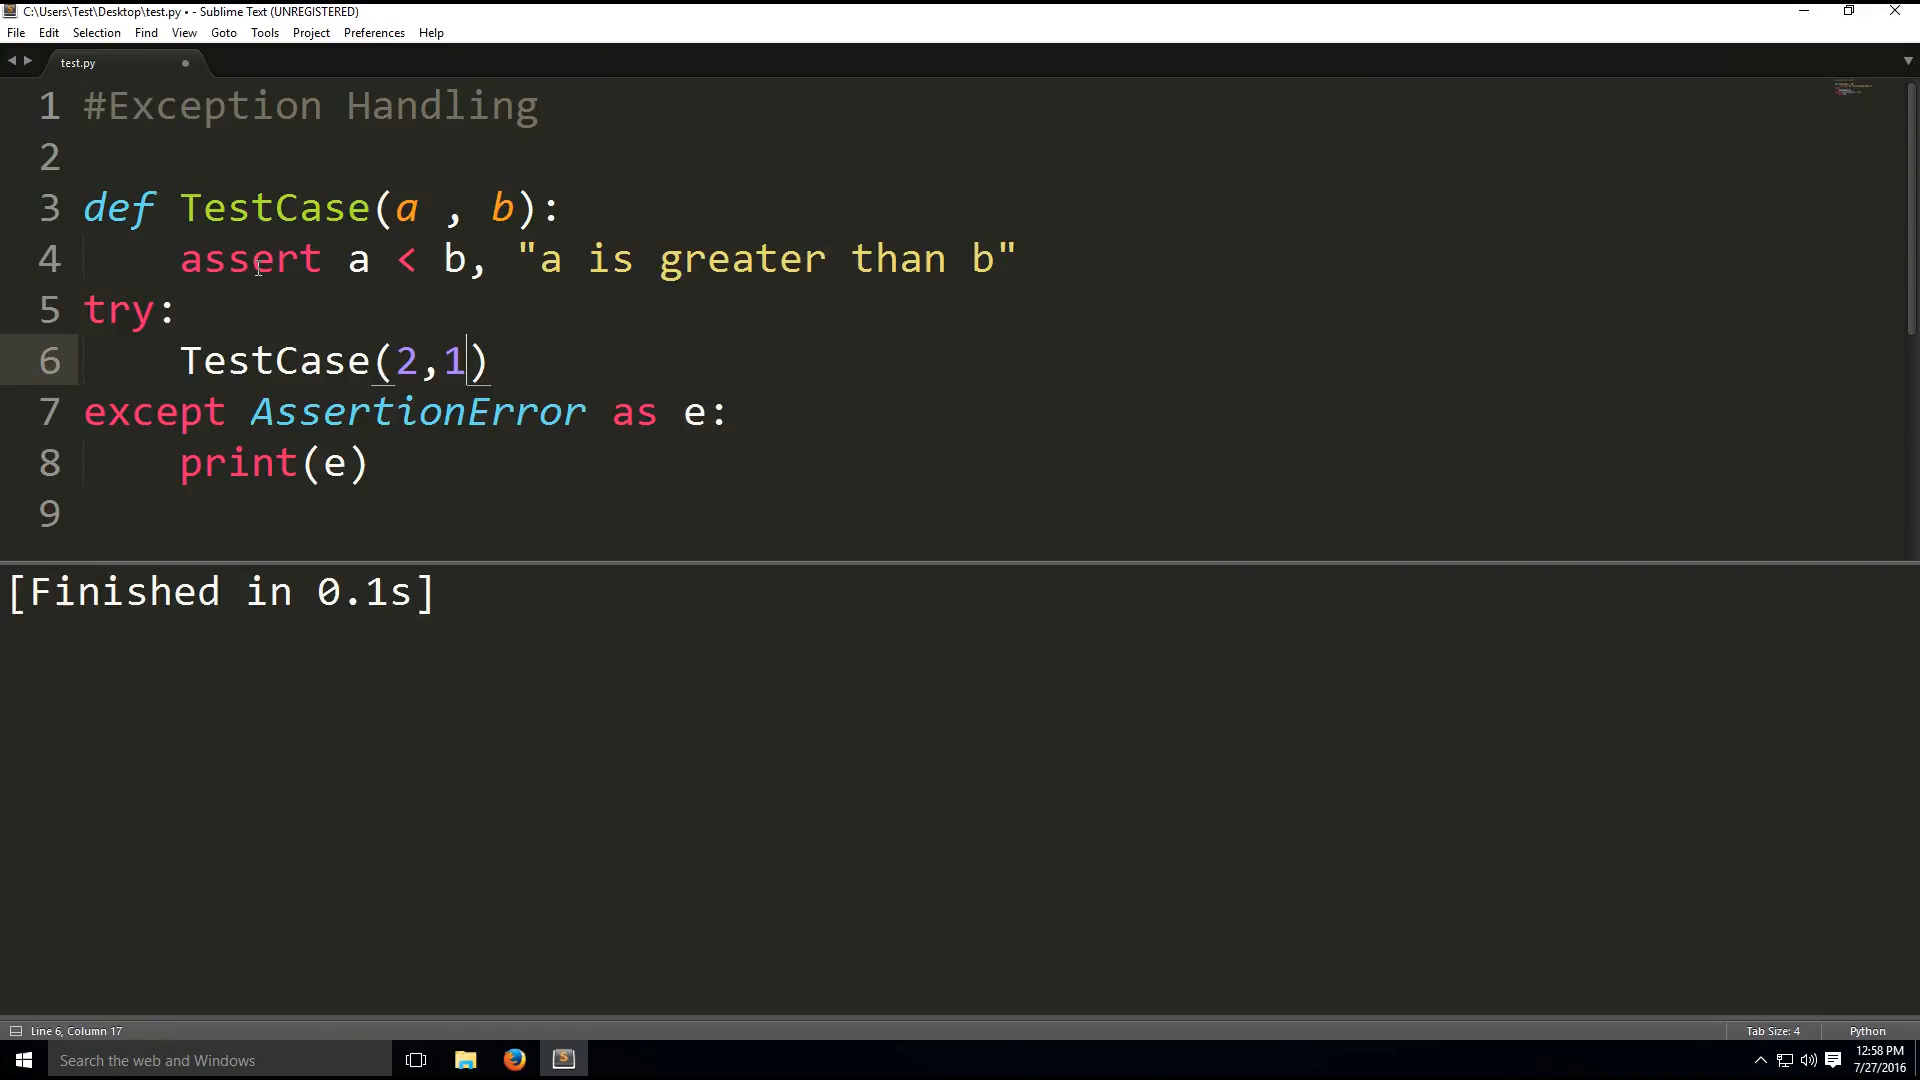 C:\Users\Test\Desktop\test.py • - Sublime Text (UNREGISTERED)
File Edit Selection Find View Goto Tools Project Preferences Help
test.py
1 #Exception Handling
2
3 def TestCase(a , b):
4     assert a < b, "a is greater than b"
5 try:
6     TestCase(2,1)
7 except AssertionError as e:
8     print(e)
9
[Finished in 0.1s]
Line 6, Column 17 Tab Size: 4 Python
Search the web and Windows
12:58 PM
7/27/2016